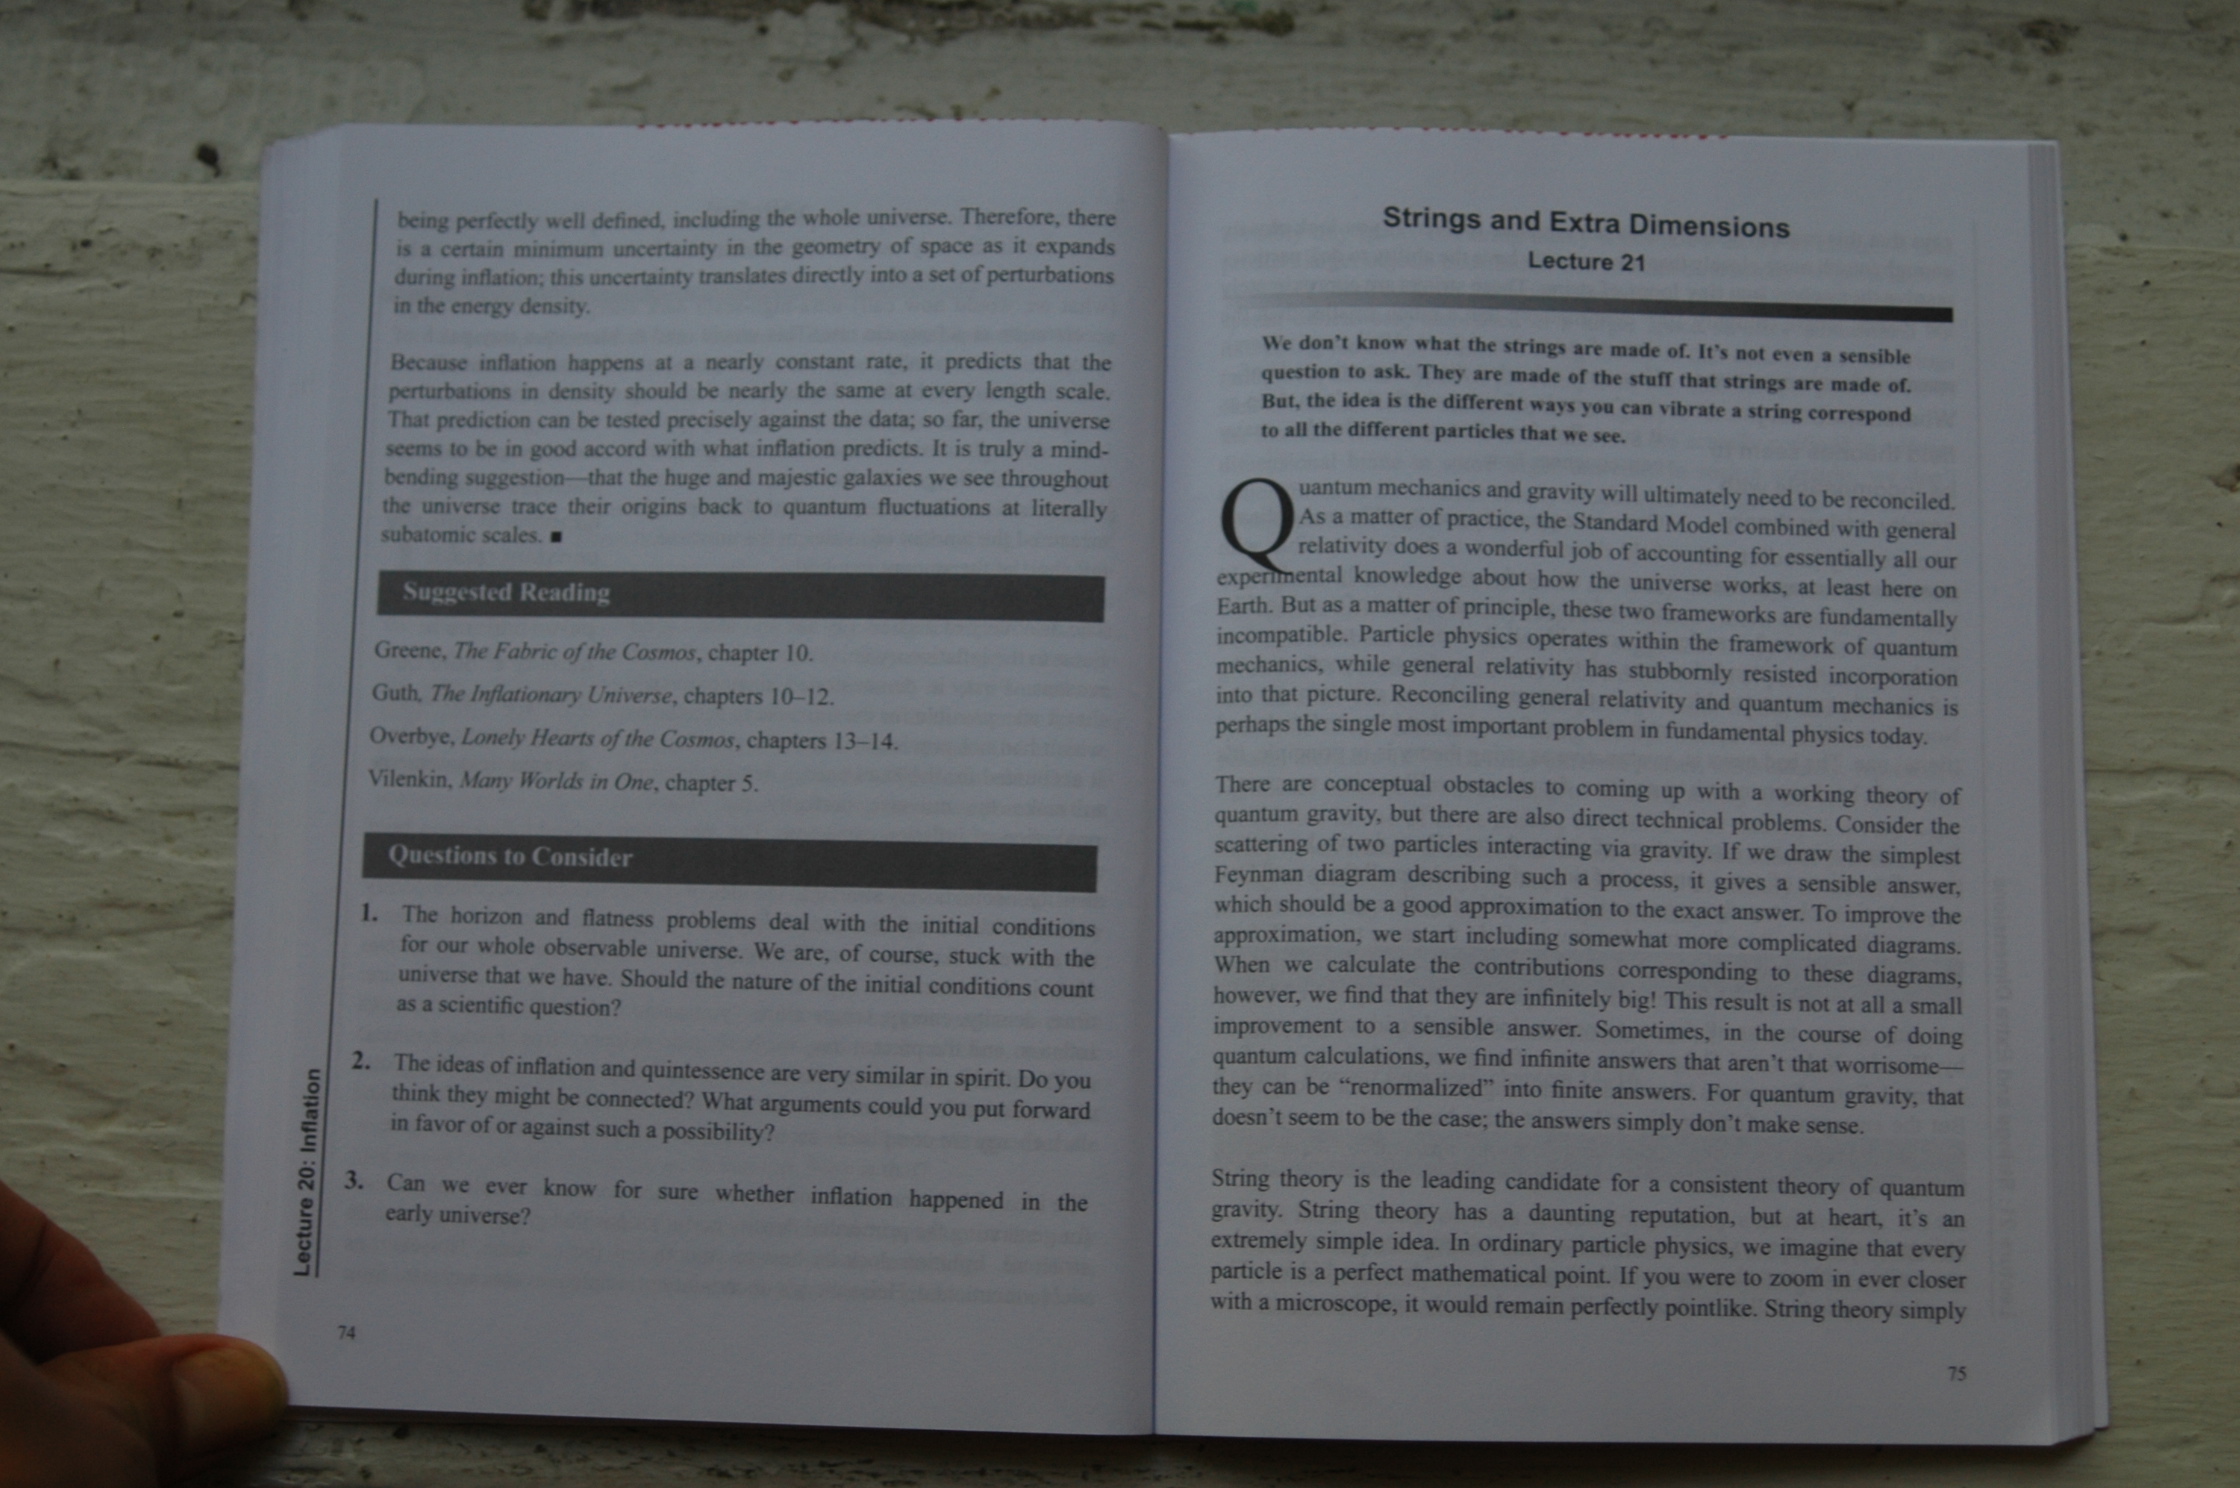 being perfectly well defined, including the whole universe. Therefore, there
is a certain minimum uncertainty in the geometry of space as it expands
during inflation; this uncertainty translates directly into a set of perturbations
in the energy density.
Because inflation happens at a nearly constant rate, it predicts that the
perturbations in density should be nearly the same at every length scale.
That prediction can be tested precisely against the data; so far, the universe
seems to be in good accord with what inflation predicts. It is truly a mind-
bending suggestion—that the huge and majestic galaxies we see throughout
the universe trace their origins back to quantum fluctuations at literally
subatomic scales. ■
Suggested Reading
Greene, The Fabric of the Cosmos, chapter 10.
Guth, The Inflationary Universe, chapters 10–12.
Overbye, Lonely Hearts of the Cosmos, chapters 13–14.
Vilenkin, Many Worlds in One, chapter 5.
Questions to Consider
1. The horizon and flatness problems deal with the initial conditions
for our whole observable universe. We are, of course, stuck with the
universe that we have. Should the nature of the initial conditions count
as a scientific question?
2. The ideas of inflation and quintessence are very similar in spirit. Do you
think they might be connected? What arguments could you put forward
in favor of or against such a possibility?
3. Can we ever know for sure whether inflation happened in the
early universe?
Lecture 20: Inflation
74
Strings and Extra Dimensions
Lecture 21
We don't know what the strings are made of. It's not even a sensible
question to ask. They are made of the stuff that strings are made of.
But, the idea is the different ways you can vibrate a string correspond
to all the different particles that we see.
Quantum mechanics and gravity will ultimately need to be reconciled.
As a matter of practice, the Standard Model combined with general
relativity does a wonderful job of accounting for essentially all our
experimental knowledge about how the universe works, at least here on
Earth. But as a matter of principle, these two frameworks are fundamentally
incompatible. Particle physics operates within the framework of quantum
mechanics, while general relativity has stubbornly resisted incorporation
into that picture. Reconciling general relativity and quantum mechanics is
perhaps the single most important problem in fundamental physics today.
There are conceptual obstacles to coming up with a working theory of
quantum gravity, but there are also direct technical problems. Consider the
scattering of two particles interacting via gravity. If we draw the simplest
Feynman diagram describing such a process, it gives a sensible answer,
which should be a good approximation to the exact answer. To improve the
approximation, we start including somewhat more complicated diagrams.
When we calculate the contributions corresponding to these diagrams,
however, we find that they are infinitely big! This result is not at all a small
improvement to a sensible answer. Sometimes, in the course of doing
quantum calculations, we find infinite answers that aren't that worrisome—
they can be “renormalized” into finite answers. For quantum gravity, that
doesn't seem to be the case; the answers simply don't make sense.
String theory is the leading candidate for a consistent theory of quantum
gravity. String theory has a daunting reputation, but at heart, it's an
extremely simple idea. In ordinary particle physics, we imagine that every
particle is a perfect mathematical point. If you were to zoom in ever closer
with a microscope, it would remain perfectly pointlike. String theory simply
75